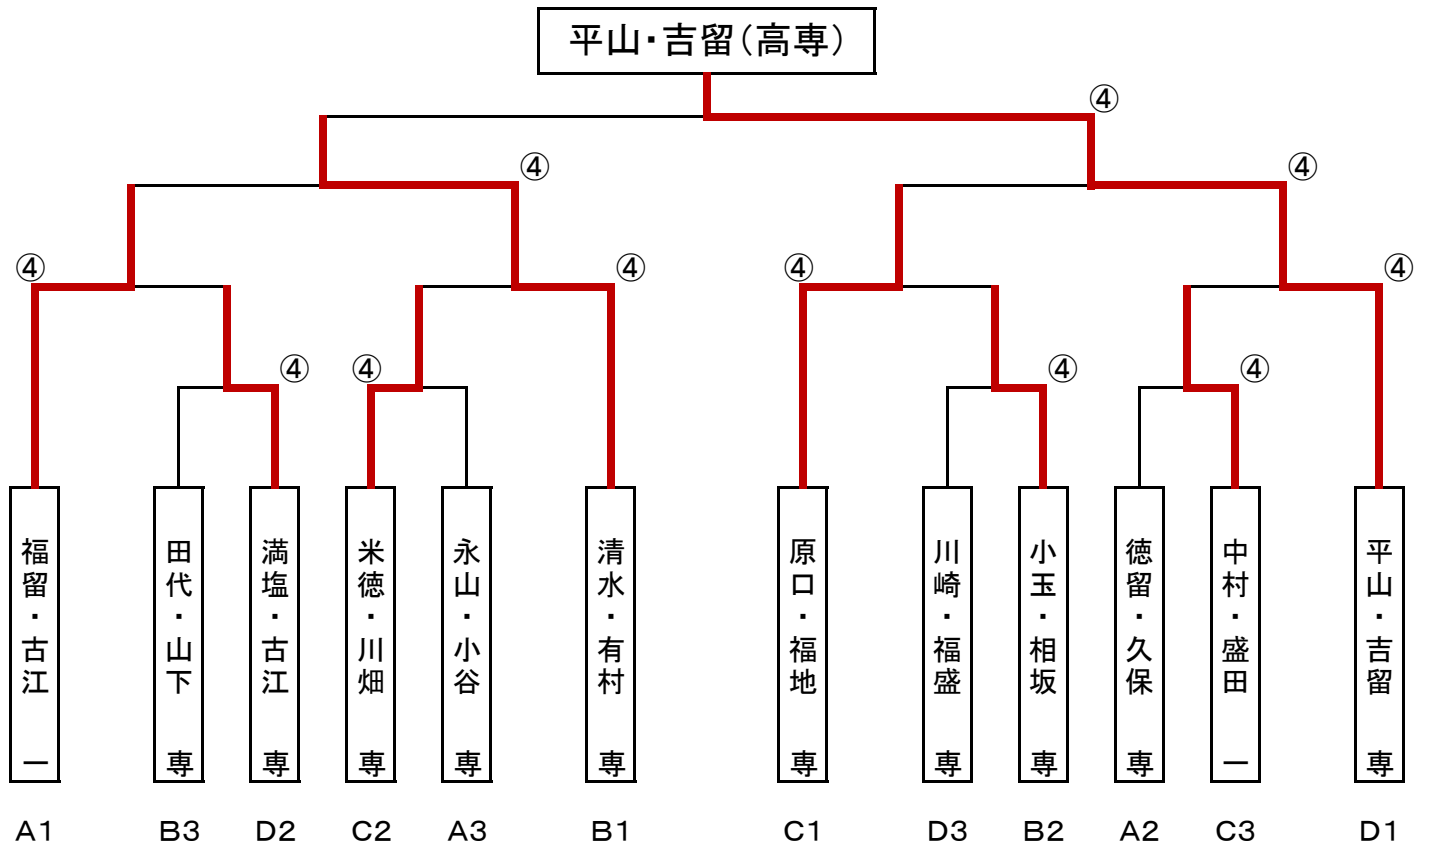 平山・吉留(高専)
④
④
④
④
④
④
④
④
④
④
④
福留・古江 一
田代・山下 専
満塩・古江 専
米徳・川畑 専
永山・小谷 専
清水・有村 専
原口・福地 専
川崎・福盛 専
小玉・相坂 専
徳留・久保 専
中村・盛田 一
平山・吉留 専
A1 B3 D2 C2 A3 B1 C1 D3 B2 A2 C3 D1